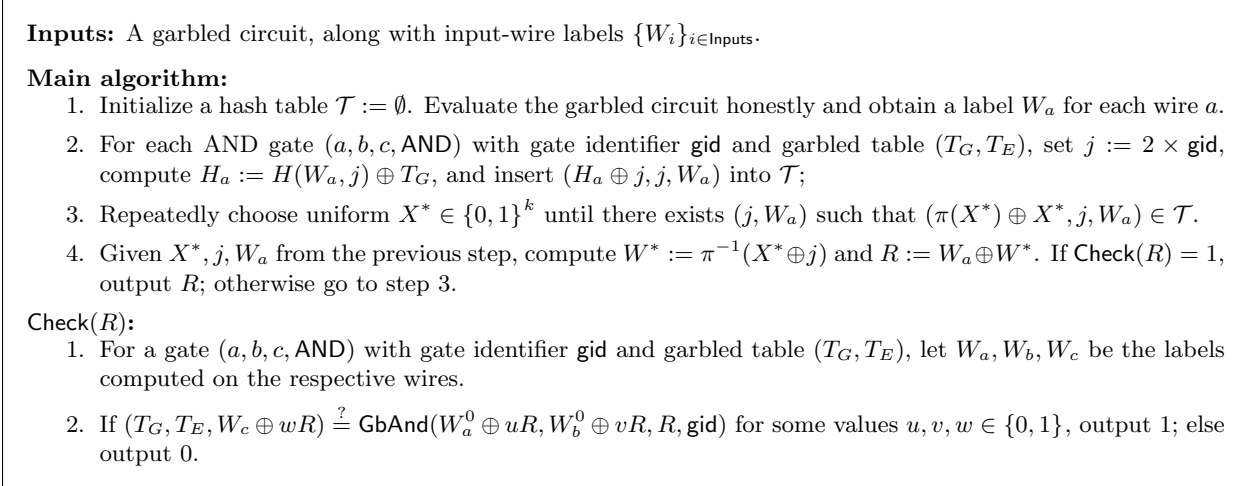 Inputs: A garbled circuit, along with input-wire labels {W_i}_{i∈Inputs}.
Main algorithm:
1. Initialize a hash table 𝒯 := ∅. Evaluate the garbled circuit honestly and obtain a label W_a for each wire a.
2. For each AND gate (a, b, c, AND) with gate identifier gid and garbled table (T_G, T_E), set j := 2 × gid,
compute H_a := H(W_a, j) ⊕ T_G, and insert (H_a ⊕ j, j, W_a) into 𝒯;
3. Repeatedly choose uniform X* ∈ {0, 1}^k until there exists (j, W_a) such that (π(X*) ⊕ X*, j, W_a) ∈ 𝒯.
4. Given X*, j, W_a from the previous step, compute W* := π^{-1}(X* ⊕ j) and R := W_a ⊕ W*. If Check(R) = 1,
output R; otherwise go to step 3.
Check(R):
1. For a gate (a, b, c, AND) with gate identifier gid and garbled table (T_G, T_E), let W_a, W_b, W_c be the labels
computed on the respective wires.
2. If (T_G, T_E, W_c ⊕ wR) ≟ GbAnd(W_a^0 ⊕ uR, W_b^0 ⊕ vR, R, gid) for some values u, v, w ∈ {0, 1}, output 1; else
output 0.